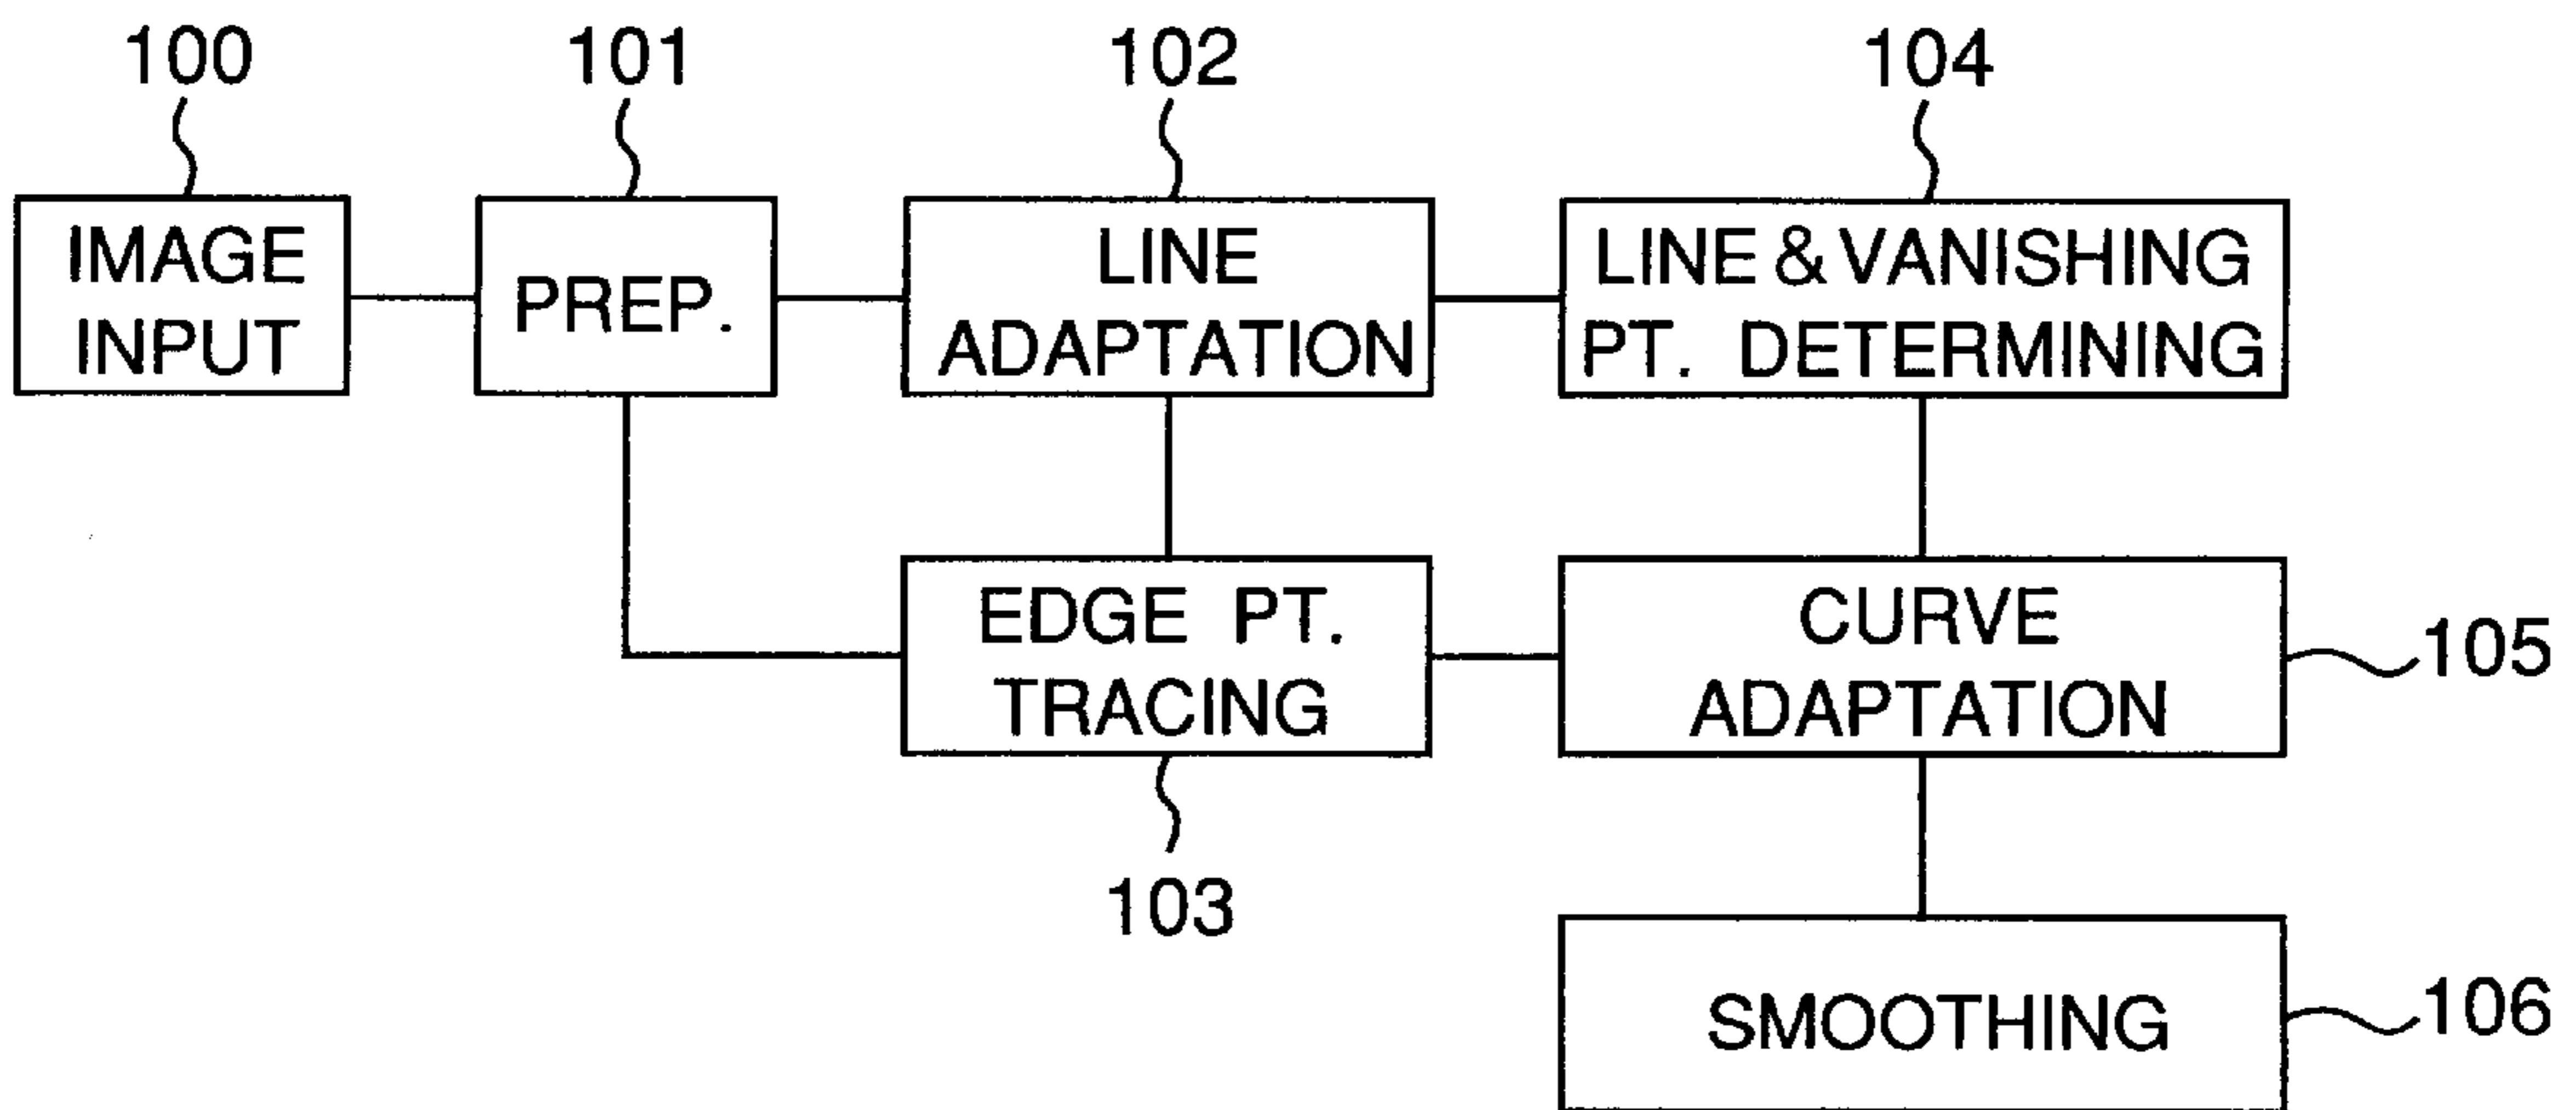 100
101
102
104
IMAGE
INPUT
PREP.
LINE
ADAPTATION
LINE & VANISHING
PT. DETERMINING
EDGE PT.
TRACING
CURVE
ADAPTATION
105
103
SMOOTHING
106